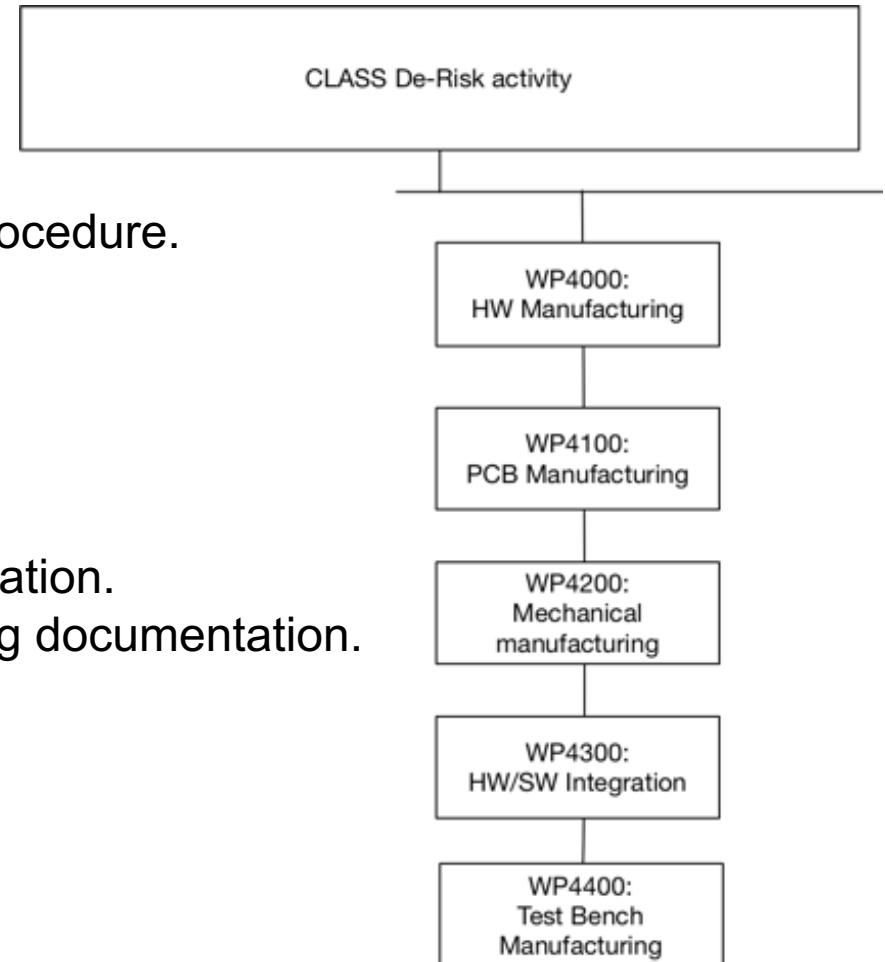 CLASS De-Risk activity
ocedure.
WP4000:
HW Manufacturing
WP4100:
PCB Manufacturing
ation.
g documentation.
WP4200:
Mechanical
manufacturing
WP4300:
HW/SW Integration
WP4400:
Test Bench
Manufacturing